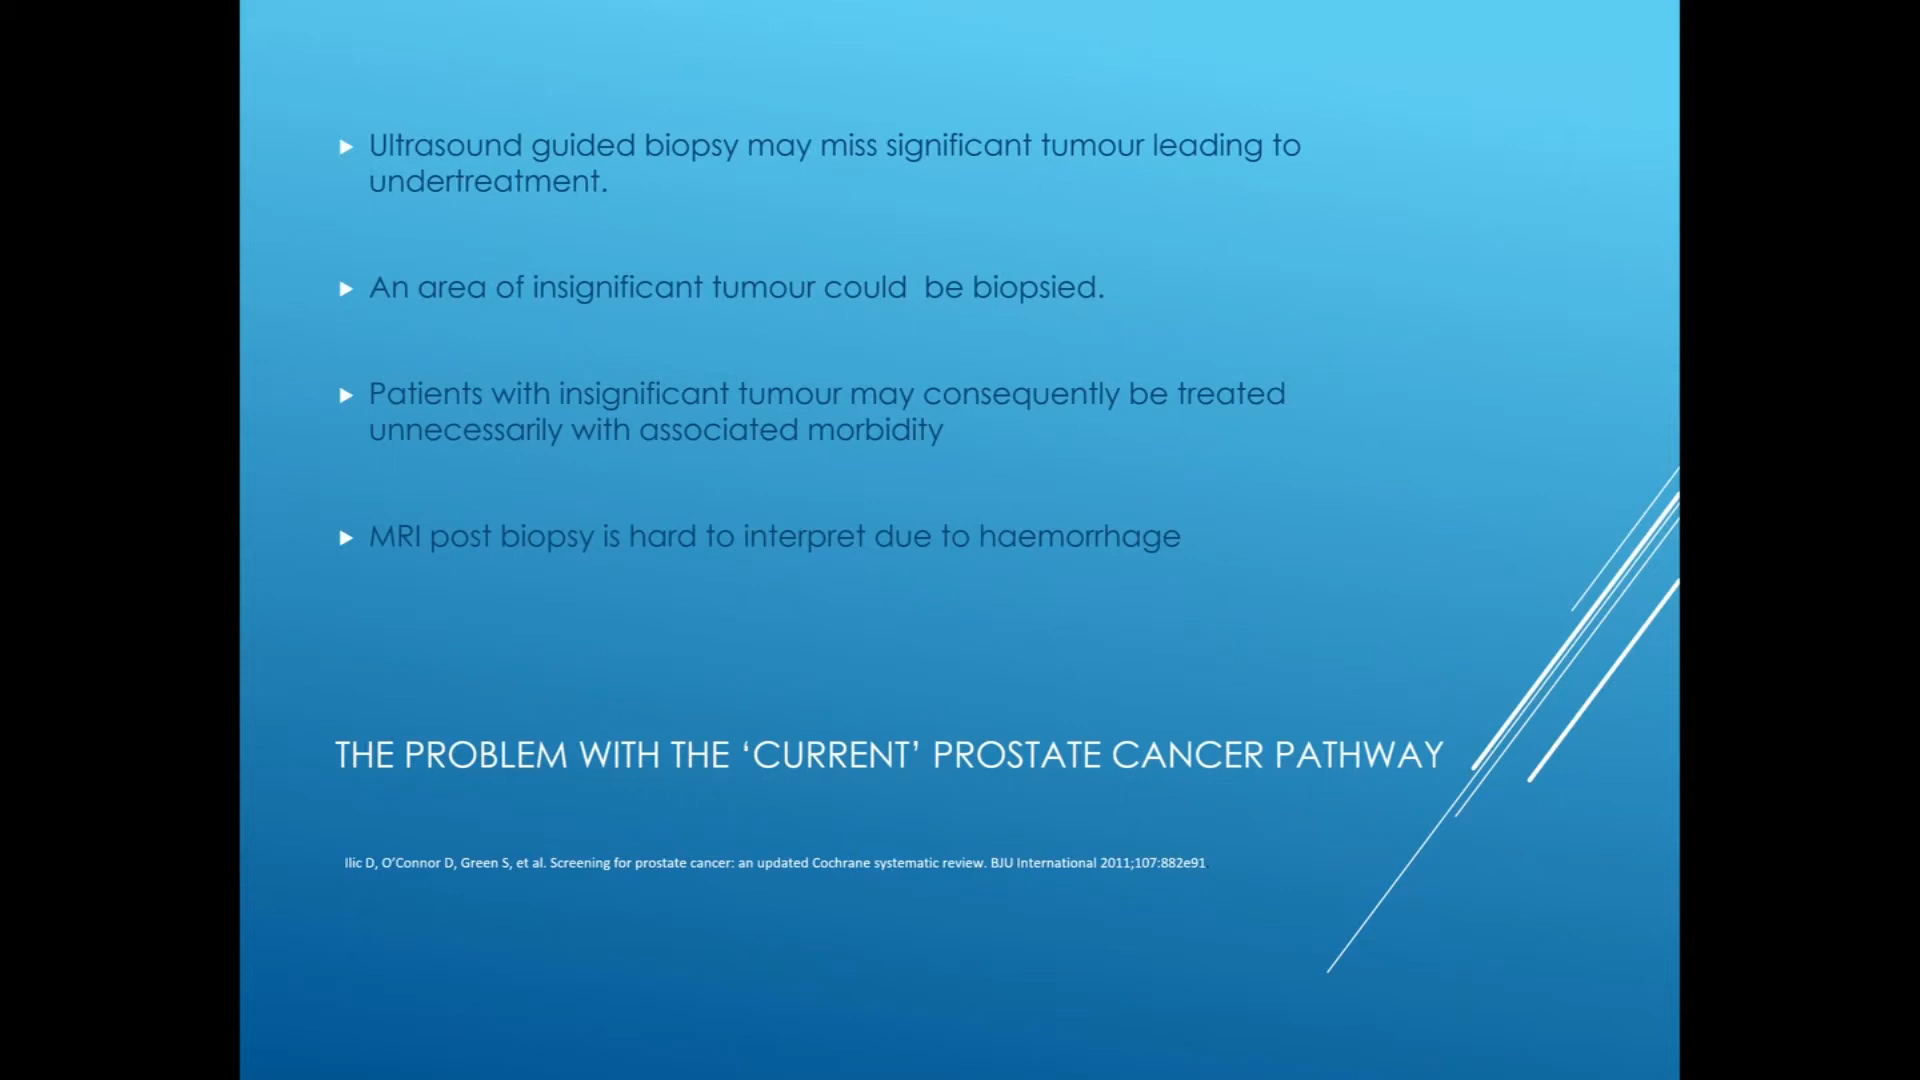 Ultrasound guided biopsy may miss significant tumour leading to
undertreatment.
An area of insignificant tumour could  be biopsied.
Patients with insignificant tumour may consequently be treated
unnecessarily with associated morbidity
MRI post biopsy is hard to interpret due to haemorrhage
THE PROBLEM WITH THE ‘CURRENT’ PROSTATE CANCER PATHWAY
Ilic D, O’Connor D, Green S, et al. Screening for prostate cancer: an updated Cochrane systematic review. BJU International 2011;107:882e91.